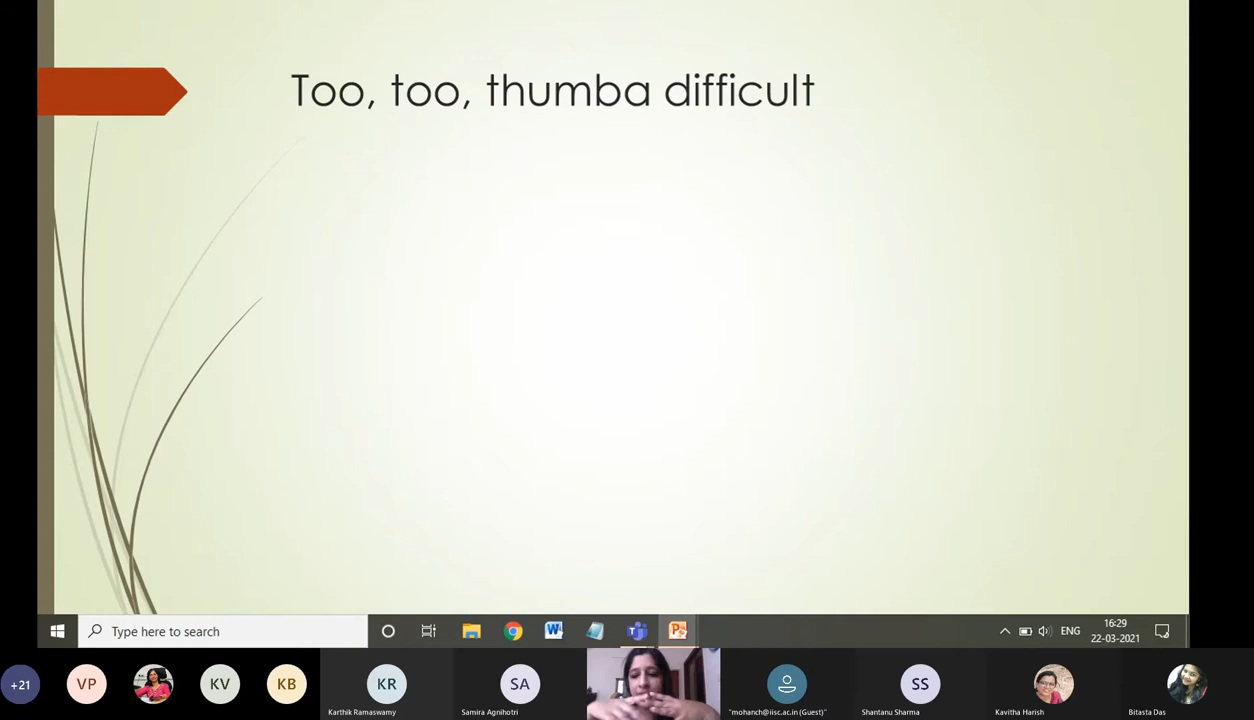 Too, too, thumba difficult
Type here to search
ENG
16:29
22-03-2021
+21
VP
KV
KB
KR
SA
SS
Karthik Ramaswamy
Samira Agnihotri
"mohanch@iisc.ac.in (Guest)"
Shantanu Sharma
Kavitha Harish
Bitasta Das